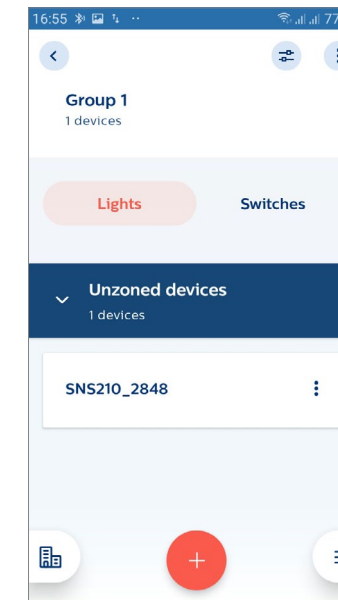 16:55 77
Group 1
1 devices
Lights Switches
Unzoned devices
1 devices
SNS210_2848